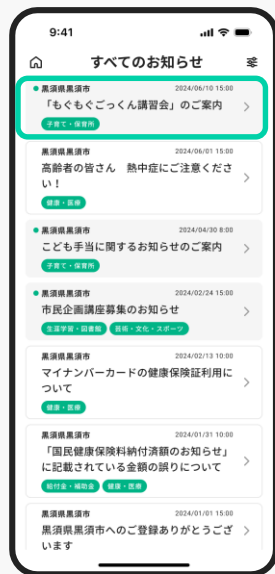 9:41
すべてのお知らせ
黒須県黒須市 2024/06/10 15:00
「もぐもぐごっくん講習会」のご案内
子育て・保育所
黒須県黒須市 2024/06/01 15:00
高齢者の皆さん　熱中症にご注意くださ
い！
健康・医療
黒須県黒須市 2024/04/30 8:00
こども手当に関するお知らせのご案内
子育て・保育所
黒須県黒須市 2024/02/24 15:00
市民企画講座募集のお知らせ
生涯学習・図書館 芸術・文化・スポーツ
黒須県黒須市 2024/02/13 10:00
マイナンバーカードの健康保険証利用に
ついて
健康・医療
黒須県黒須市 2024/01/31 10:00
「国民健康保険料納付済額のお知らせ」
に記載されている金額の誤りについて
給付金・補助金 健康・医療
黒須県黒須市 2024/01/01 15:00
黒須県黒須市へのご登録ありがとうござ
います